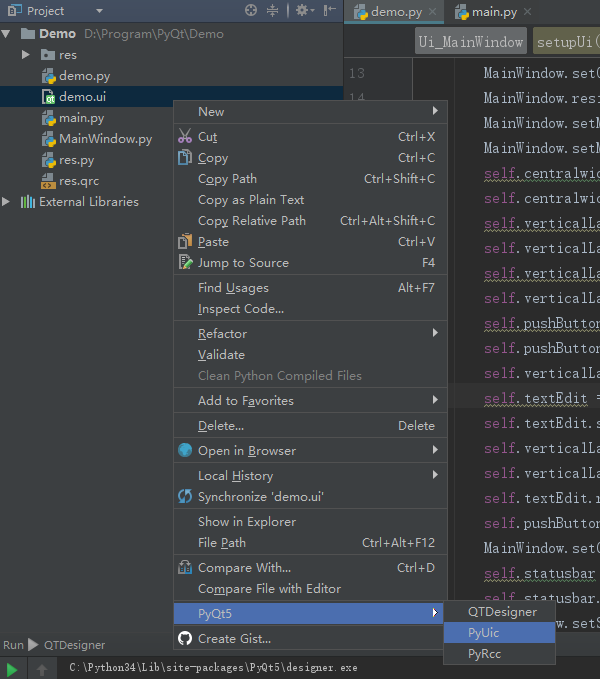 Project
demo.py
main.py
Demo D:\Program\PyQt\Demo
Ui_MainWindow
setupUi(
res
demo.py
demo.ui
main.py
MainWindow.py
res.py
res.qrc
External Libraries
13
14
MainWindow.setO
MainWindow.resi
MainWindow.setM
MainWindow.setM
self.centralwid
self.centralwid
self.verticalLa
self.verticalLa
self.verticalLa
self.verticalLa
self.pushButton
self.pushButton
self.verticalLa
self.textEdit =
self.textEdit.s
self.verticalLa
self.verticalLa
self.textEdit.r
self.pushButton
MainWindow.setC
self.statusbar
self.statusbar.
MainWindow.setS
New
Cut Ctrl+X
Copy Ctrl+C
Copy Path Ctrl+Shift+C
Copy as Plain Text
Copy Relative Path Ctrl+Alt+Shift+C
Paste Ctrl+V
Jump to Source F4
Find Usages Alt+F7
Inspect Code...
Refactor
Validate
Clean Python Compiled Files
Add to Favorites
Delete... Delete
Open in Browser
Local History
Synchronize 'demo.ui'
Show in Explorer
File Path Ctrl+Alt+F12
Compare With... Ctrl+D
Compare File with Editor
PyQt5
Create Gist...
QTDesigner
PyUic
PyRcc
Run QTDesigner
C:\Python34\Lib\site-packages\PyQt5\designer.exe